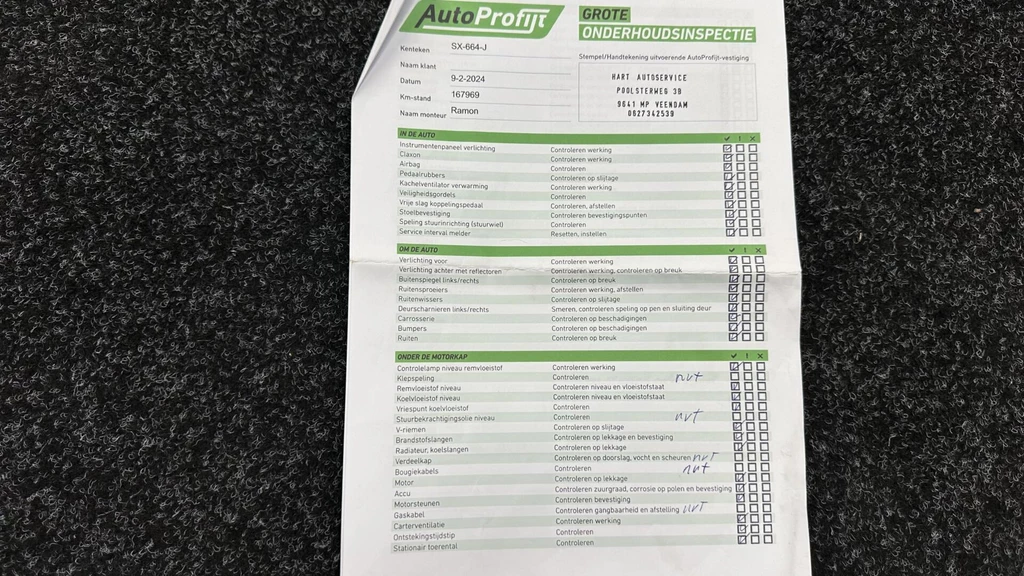 AutoProfijt
GROTE
ONDERHOUDSINSPECTIE
Kenteken SX-664-J
Stempel/Handtekening uitvoerende AutoProfijt-vestiging
Naam klant
Datum 9-2-2024
Km-stand 167969
Naam monteur Ramon
HART AUTOSERVICE
POOLSTERWEG 3B
9641 MP VEENDAM
0627342539
IN DE AUTO ✓ ! ✕
Instrumentenpaneel verlichting Controleren werking
Claxon Controleren werking
Airbag Controleren
Pedaalrubbers Controleren op slijtage
Kachelventilator verwarming Controleren werking
Veiligheidsgordels Controleren
Vrije slag koppelingspedaal Controleren, afstellen
Stoelbevestiging Controleren bevestigingspunten
Speling stuurinrichting (stuurwiel) Controleren
Service interval melder Resetten, instellen
OM DE AUTO ✓ ! ✕
Verlichting voor Controleren werking
Verlichting achter met reflectoren Controleren werking, controleren op breuk
Buitenspiegel links/rechts Controleren op breuk
Ruitensproeiers Controleren werking, afstellen
Ruitenwissers Controleren op slijtage
Deurscharnieren links/rechts Smeren, controleren speling op pen en sluiting deur
Carrosserie Controleren op beschadigingen
Bumpers Controleren op beschadigingen
Ruiten Controleren op breuk
ONDER DE MOTORKAP ✓ ! ✕
Controlelamp niveau remvloeistof Controleren werking
Klepspeling Controleren nvt
Remvloeistof niveau Controleren niveau en vloeistofstaat
Koelvloeistof niveau Controleren niveau en vloeistofstaat
Vriespunt koelvloeistof Controleren
Stuurbekrachtigingsolie niveau Controleren nvt
V-riemen Controleren op slijtage
Brandstofslangen Controleren op lekkage en bevestiging
Radiateur, koelslangen Controleren op lekkage
Verdeelkap Controleren op doorslag, vocht en scheuren nvt
Bougiekabels Controleren nvt
Motor Controleren op lekkage
Accu Controleren zuurgraad, corrosie op polen en bevestiging
Motorsteunen Controleren bevestiging
Gaskabel Controleren gangbaarheid en afstelling nvt
Carterventilatie Controleren werking
Ontstekingstijdstip Controleren
Stationair toerental Controleren